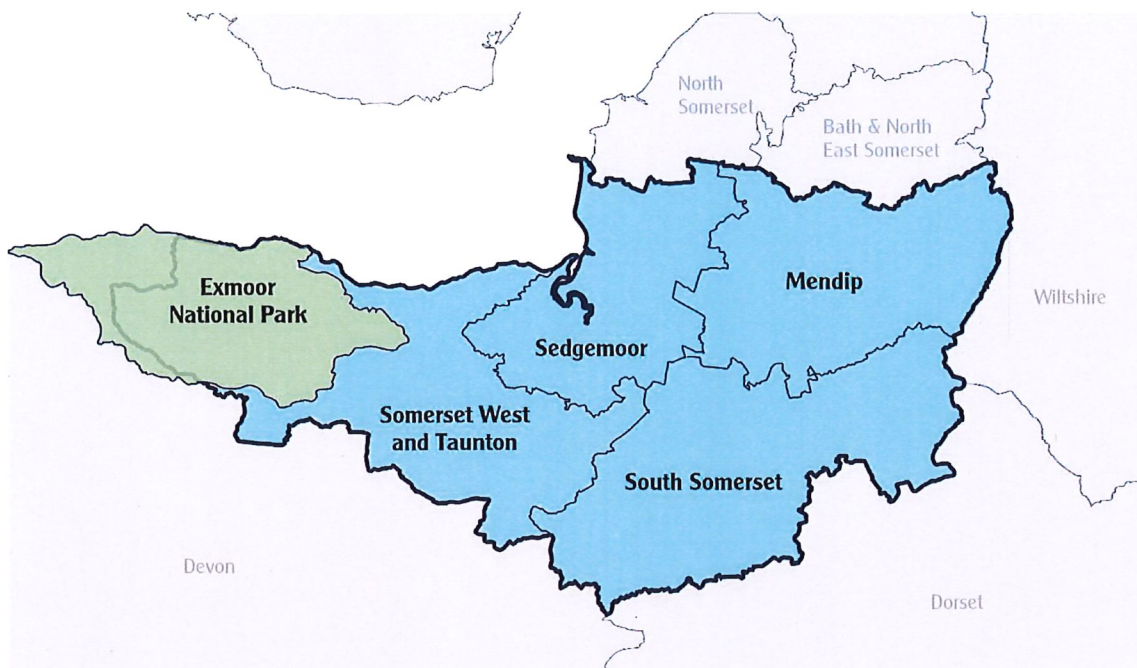 North
Somerset
Bath & North
East Somerset
Exmoor
National Park
Mendip
Wiltshire
Sedgemoor
Somerset West
and Taunton
South Somerset
Devon
Dorset